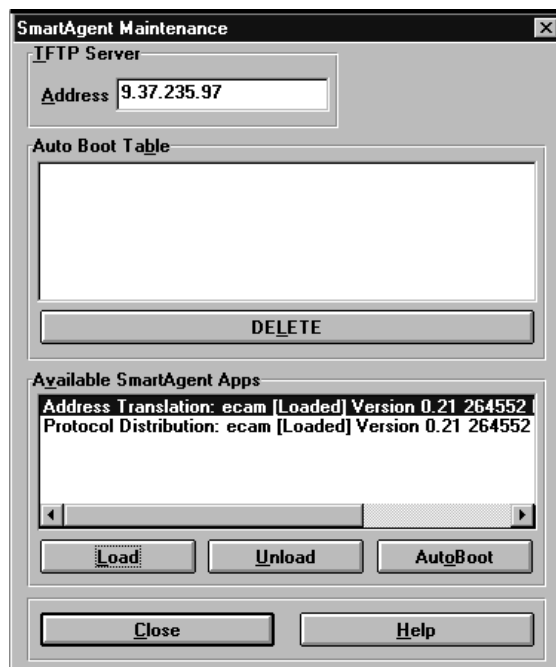 SmartAgent Maintenance
TFTP Server
Address 9.37.235.97
Auto Boot Table
DELETE
Available SmartAgent Apps
Address Translation: ecam [Loaded] Version 0.21 264552
Protocol Distribution: ecam [Loaded] Version 0.21 264552
Load Unload AutoBoot
Close Help